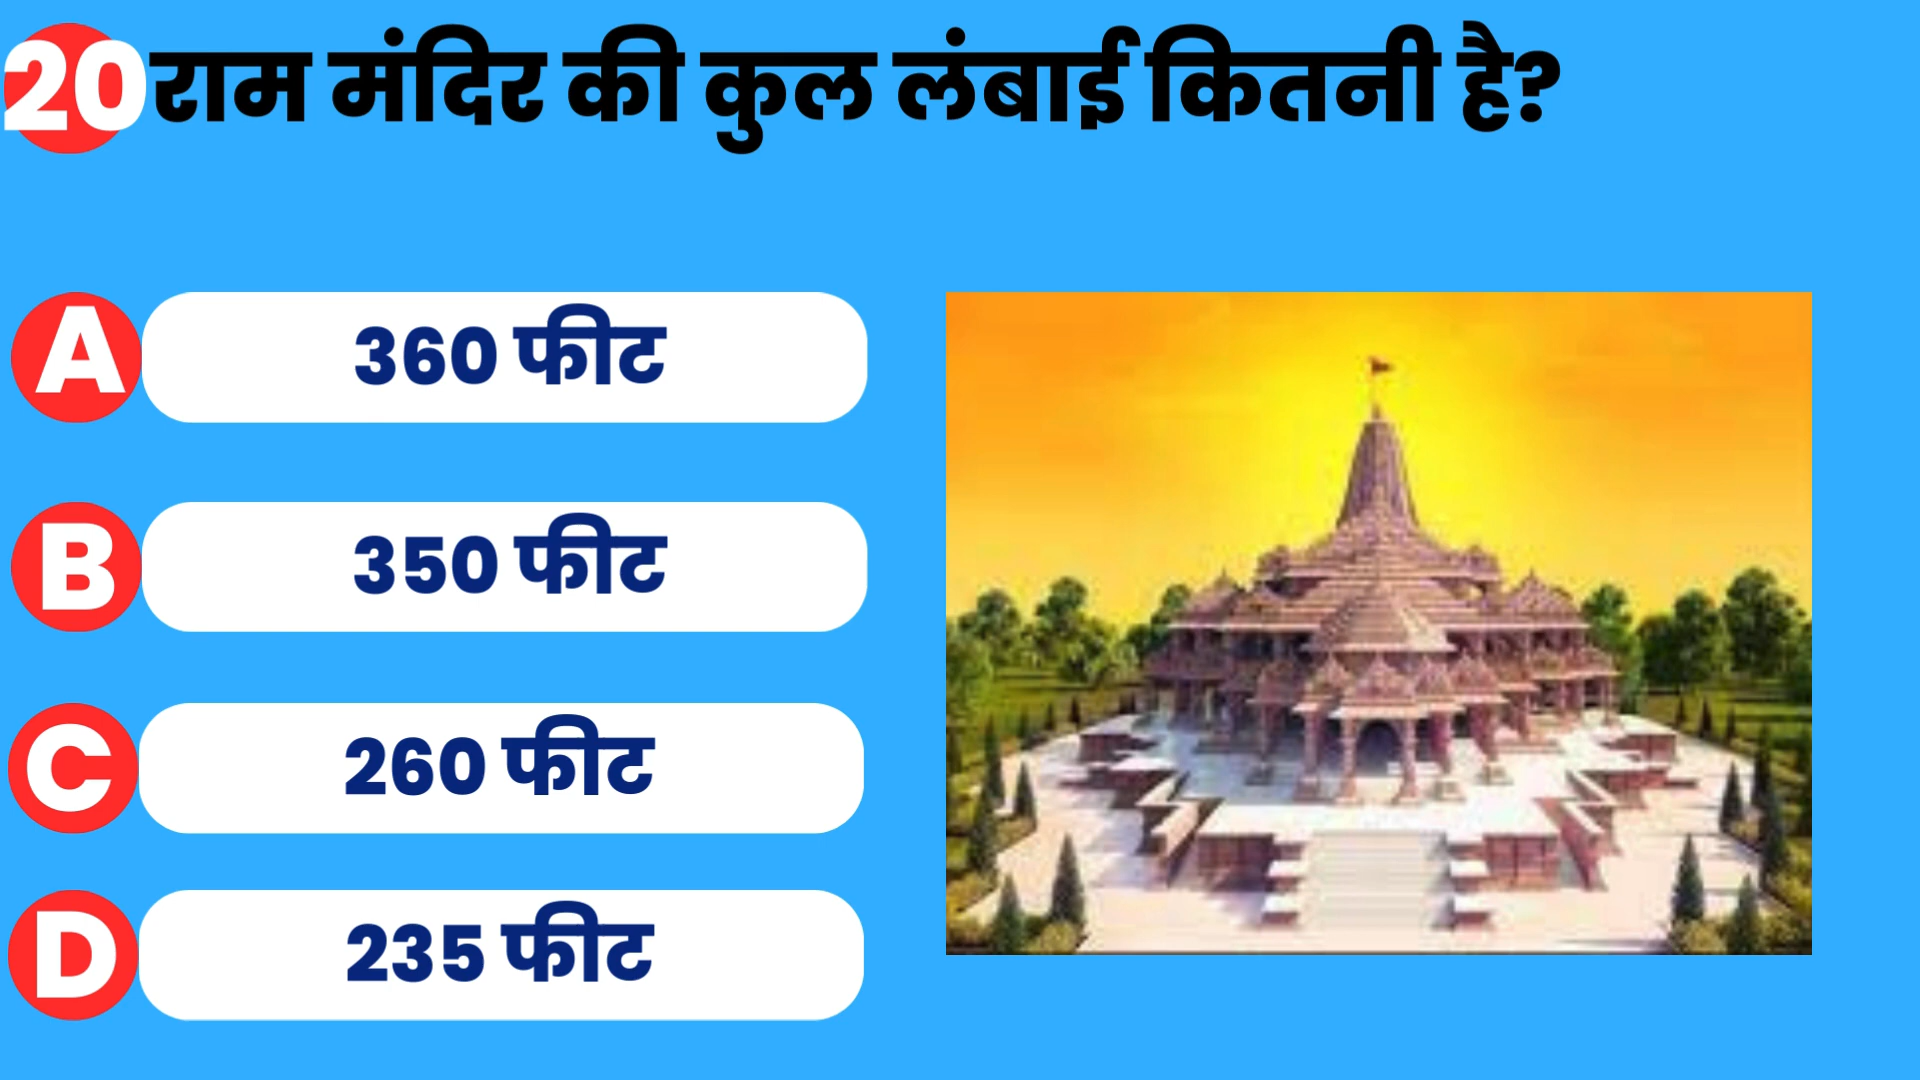 20 राम मंदिर की कुल लंबाई कितनी है?
A 360 फीट
B 350 फीट
C 260 फीट
D 235 फीट